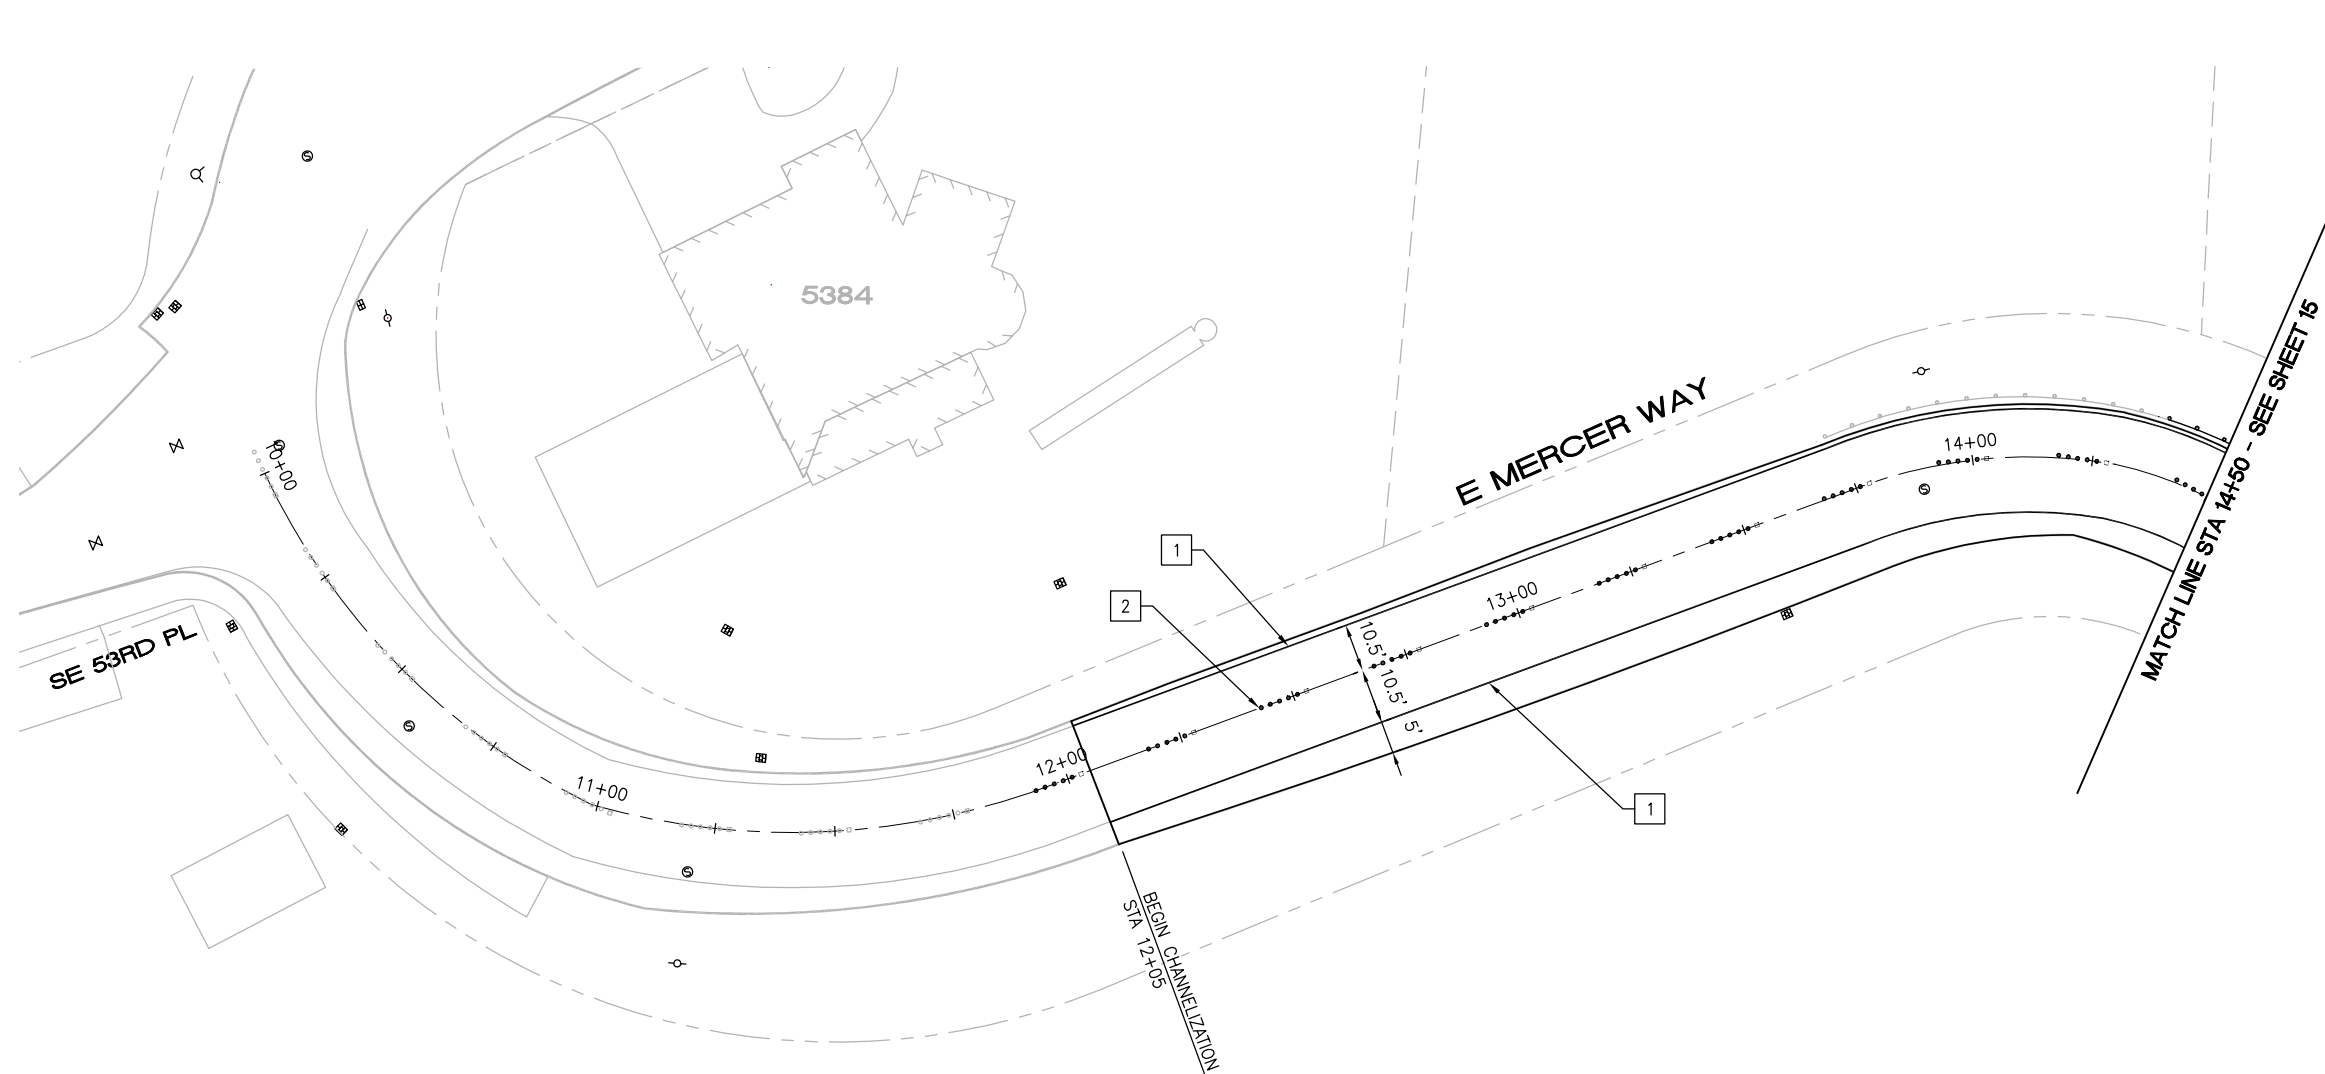 5384
E MERCER WAY
MATCH LINE STA 14+50 - SEE SHEET 15
14+00
10+00
1
13+00
2
10.5'
10.5'
5'
SE 53RD PL
12+00
11+00
1
BEGIN CHANNELIZATION
STA 12+05
S
S
S
S
S